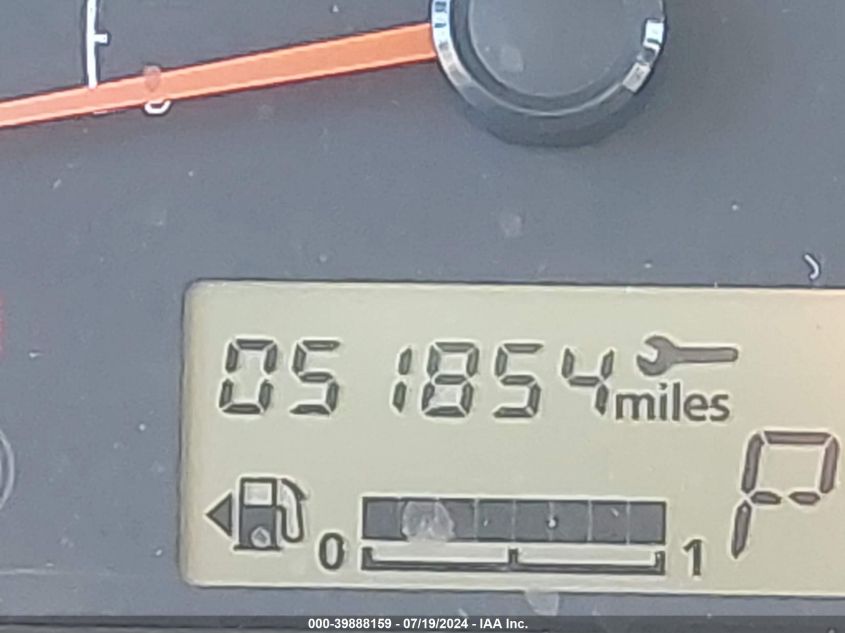 051854 miles
P
0 1
000-39888159 - 07/19/2024 - IAA Inc.